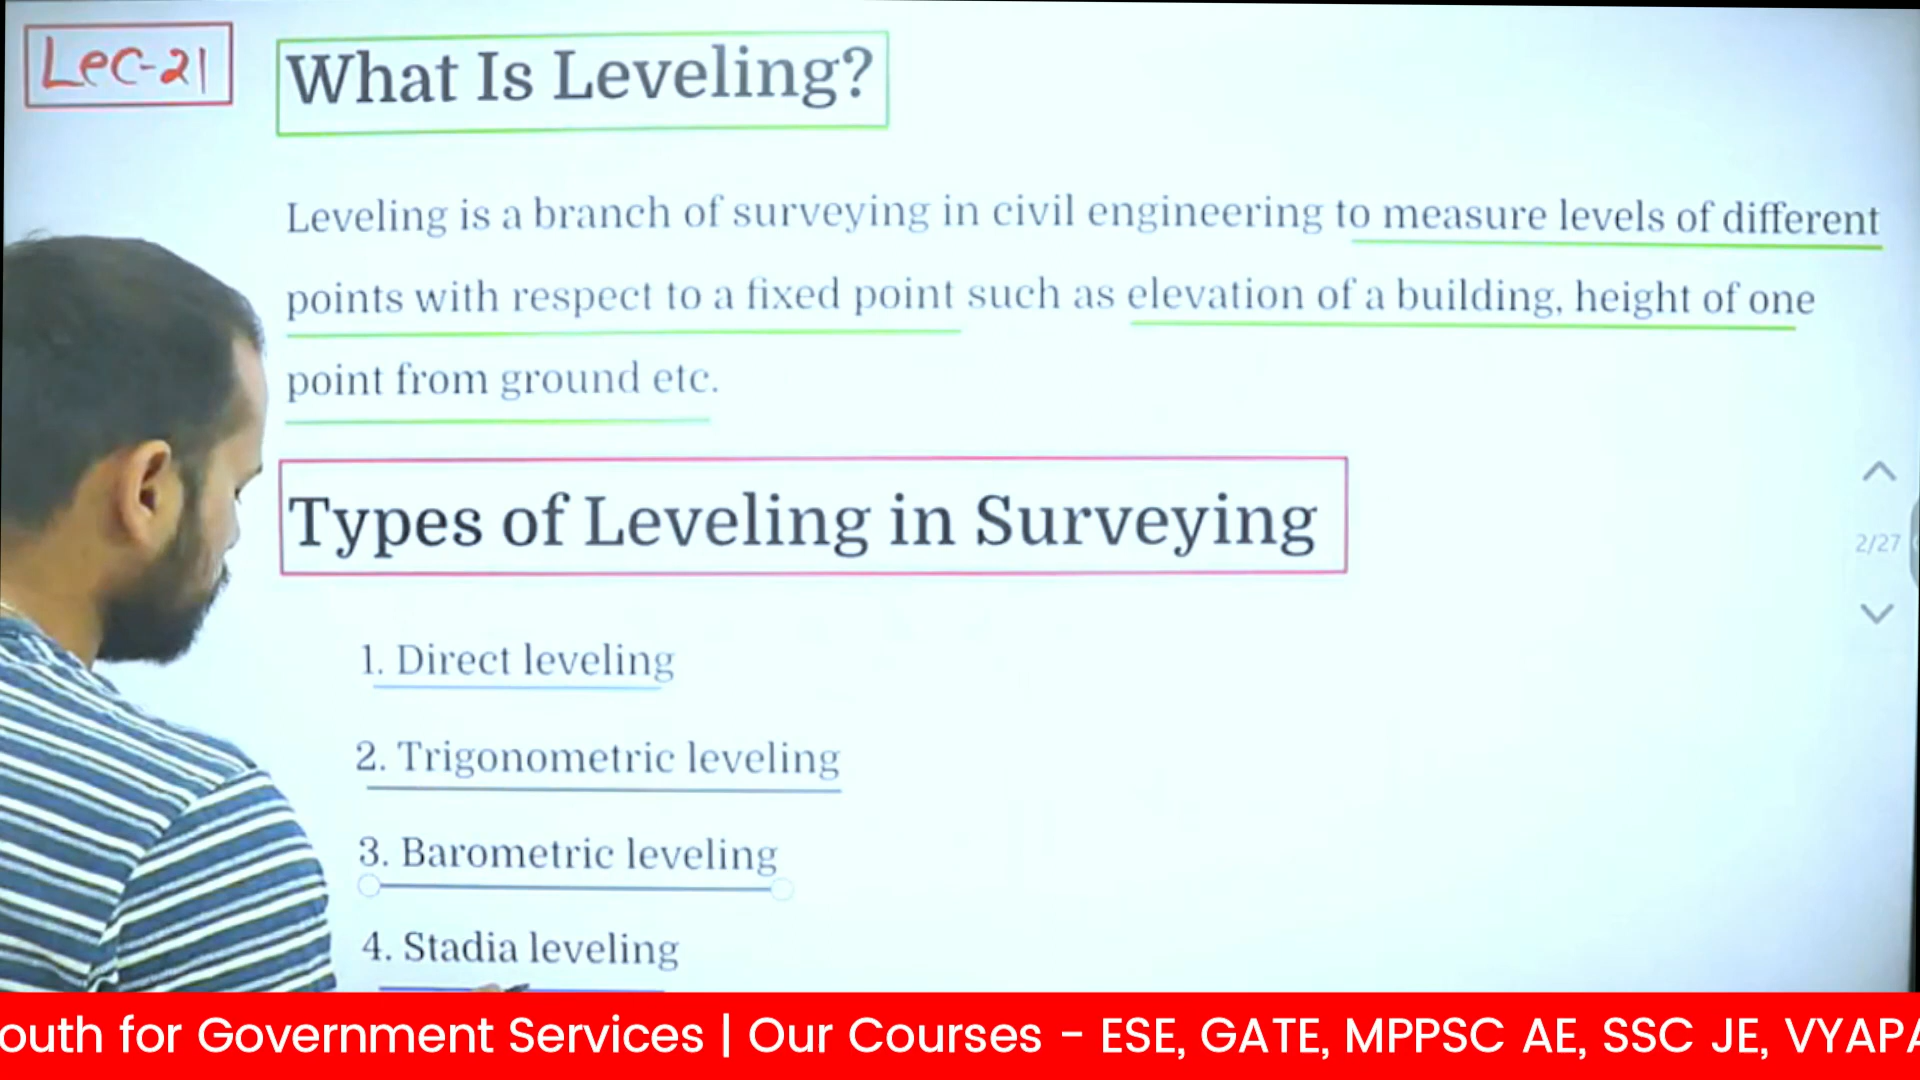 Lec-21
What Is Leveling?
Leveling is a branch of surveying in civil engineering to measure levels of different
points with respect to a fixed point such as elevation of a building, height of one
point from ground etc.
Types of Leveling in Surveying
2/27
1. Direct leveling
2. Trigonometric leveling
3. Barometric leveling
4. Stadia leveling
outh for Government Services | Our Courses - ESE, GATE, MPPSC AE, SSC JE, VYAPA